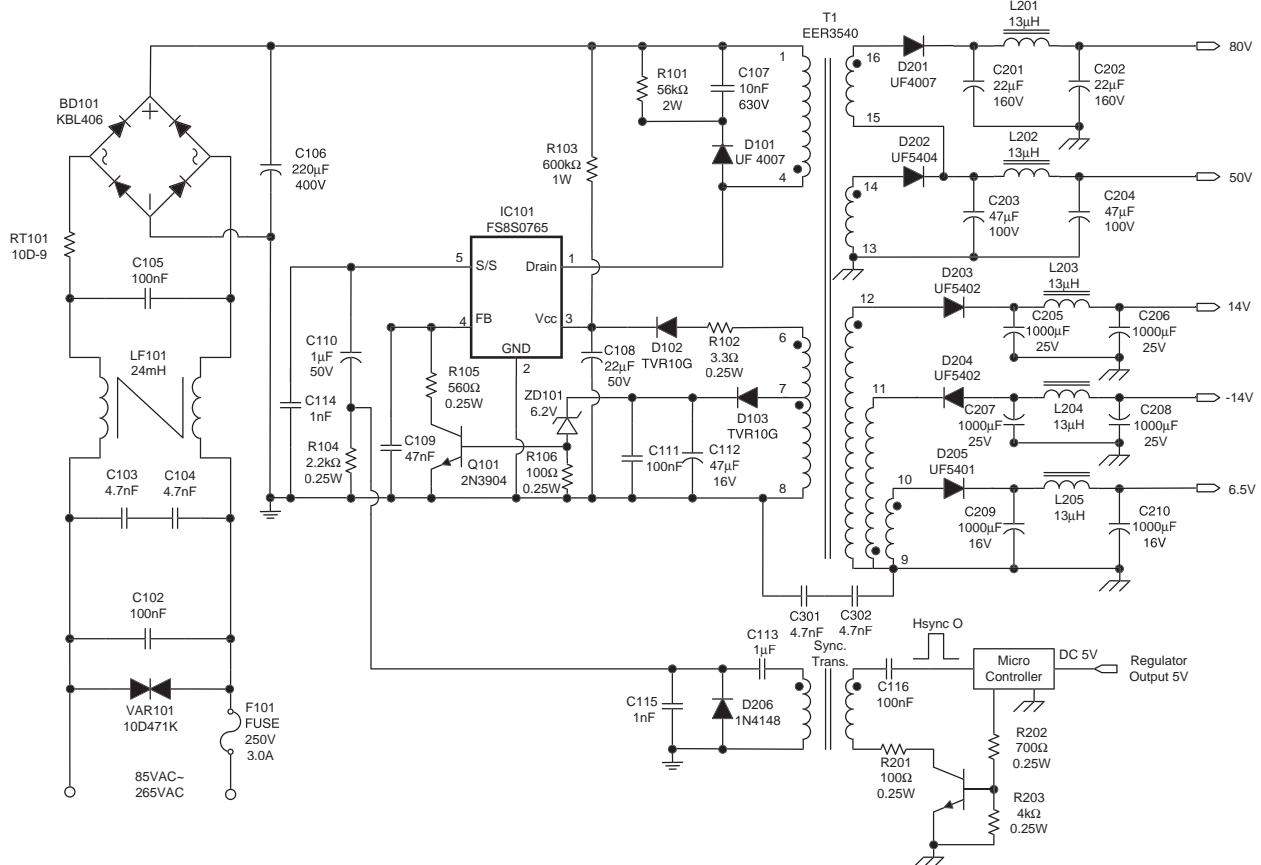 T1
EER3540
L201
13μH
80V
1
16
D201
UF4007
C201
22μF
160V
C202
22μF
160V
15
BD101
KBL406
R101
56kΩ
2W
C107
10nF
630V
D101
UF 4007
R103
600kΩ
1W
4
C106
220μF
400V
D202
UF5404
L202
13μH
50V
14
C203
47μF
100V
C204
47μF
100V
13
RT101
10D-9
C105
100nF
IC101
FS8S0765
5
S/S
Drain
1
4
FB
Vcc
3
GND
2
D203
UF5402
L203
13μH
14V
12
C205
1000μF
25V
C206
1000μF
25V
LF101
24mH
C110
1μF
50V
C114
1nF
R105
560Ω
0.25W
C108
22μF
50V
D102
TVR10G
R102
3.3Ω
0.25W
6
7
ZD101
6.2V
D103
TVR10G
D204
UF5402
11
L204
13μH
-14V
C207
1000μF
25V
C208
1000μF
25V
R104
2.2kΩ
0.25W
C109
47nF
Q101
2N3904
R106
100Ω
0.25W
C111
100nF
C112
47μF
16V
8
C103
4.7nF
C104
4.7nF
D205
UF5401
10
L205
13μH
6.5V
C209
1000μF
16V
C210
1000μF
16V
9
C102
100nF
C301
4.7nF
C302
4.7nF
VAR101
10D471K
F101
FUSE
250V
3.0A
85VAC~
265VAC
C113
1μF
Sync.
Trans.
Hsync O
C116
100nF
Micro
Controller
DC 5V
Regulator
Output 5V
C115
1nF
D206
1N4148
R201
100Ω
0.25W
R202
700Ω
0.25W
R203
4kΩ
0.25W